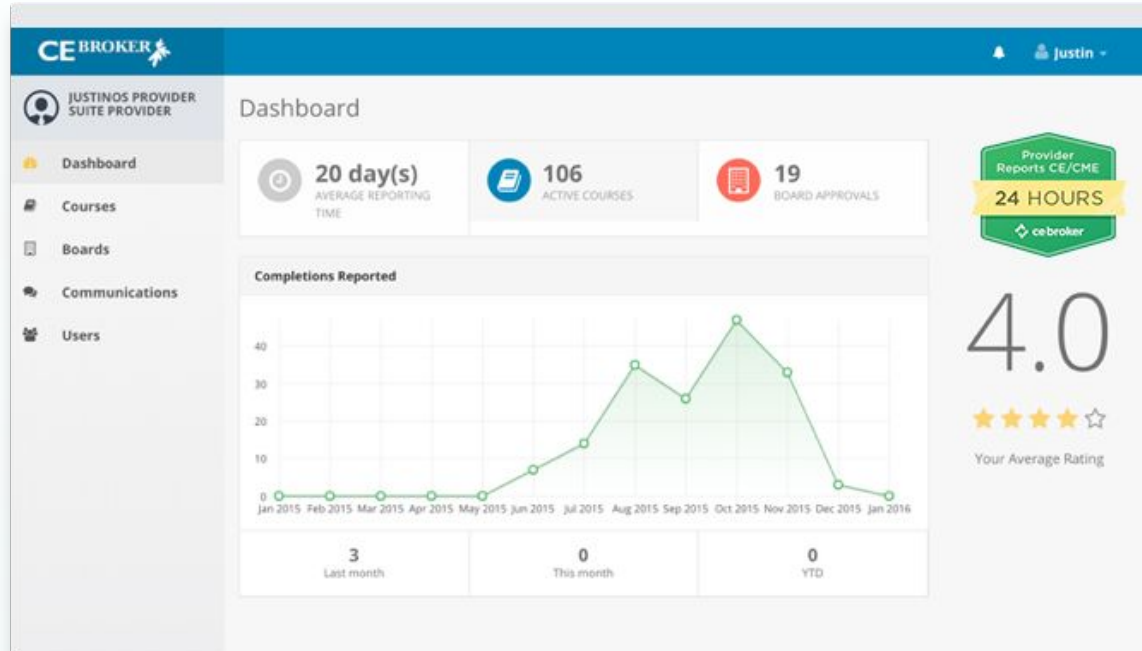 CE BROKER
Justin
JUSTINOS PROVIDER
SUITE PROVIDER
Dashboard
Courses
Boards
Communications
Users
Dashboard
20 day(s)
AVERAGE REPORTING
TIME
106
ACTIVE COURSES
19
BOARD APPROVALS
Completions Reported
40
30
20
10
0
Jan 2015 Feb 2015 Mar 2015 Apr 2015 May 2015 Jun 2015 Jul 2015 Aug 2015 Sep 2015 Oct 2015 Nov 2015 Dec 2015 Jan 2016
3
Last month
0
This month
0
YTD
Provider
Reports CE/CME
24 HOURS
cebroker
4.0
Your Average Rating